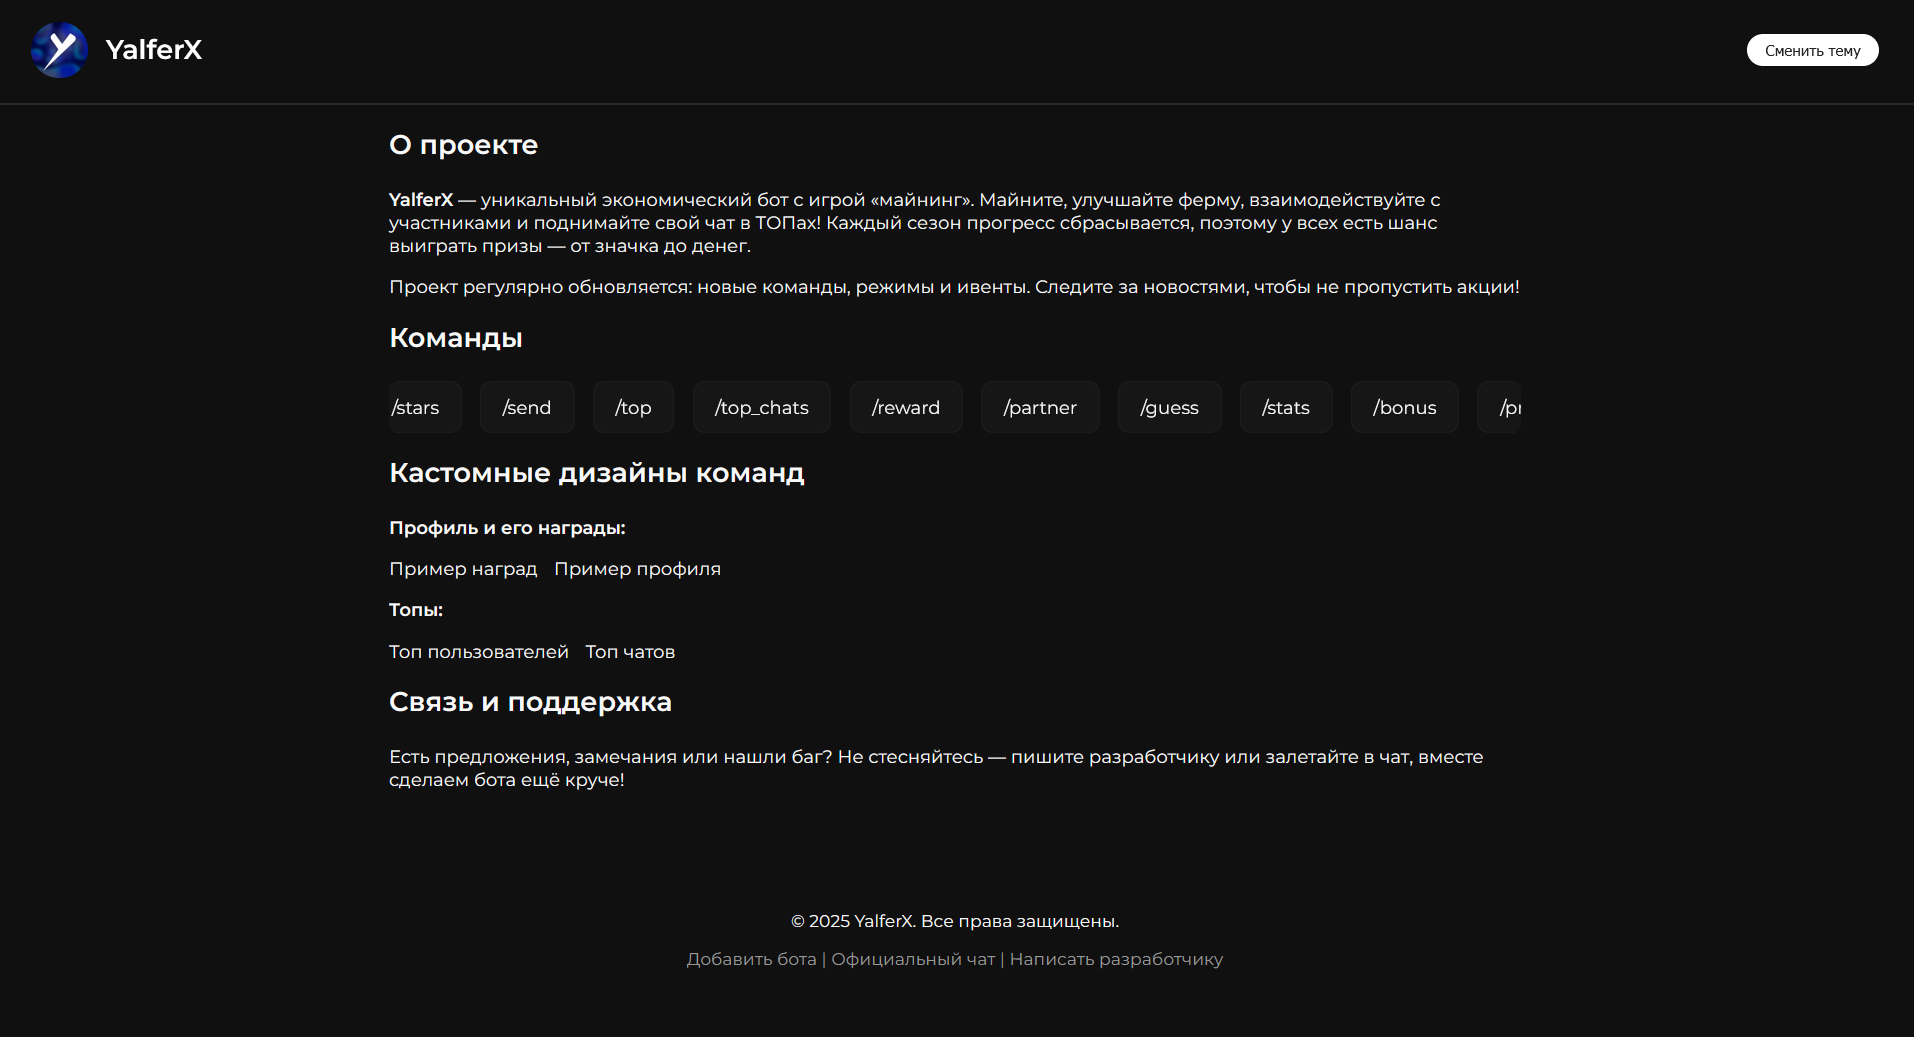 YalferX
Сменить тему
О проекте
YalferX — уникальный экономический бот с игрой «майнинг». Майните, улучшайте ферму, взаимодействуйте с
участниками и поднимайте свой чат в ТОПах! Каждый сезон прогресс сбрасывается, поэтому у всех есть шанс
выиграть призы — от значка до денег.
Проект регулярно обновляется: новые команды, режимы и ивенты. Следите за новостями, чтобы не пропустить акции!
Команды
/stars /send /top /top_chats /reward /partner /guess /stats /bonus
Кастомные дизайны команд
Профиль и его награды:
Пример наград Пример профиля
Топы:
Топ пользователей Топ чатов
Связь и поддержка
Есть предложения, замечания или нашли баг? Не стесняйтесь — пишите разработчику или залетайте в чат, вместе
сделаем бота ещё круче!
© 2025 YalferX. Все права защищены.
Добавить бота | Официальный чат | Написать разработчику